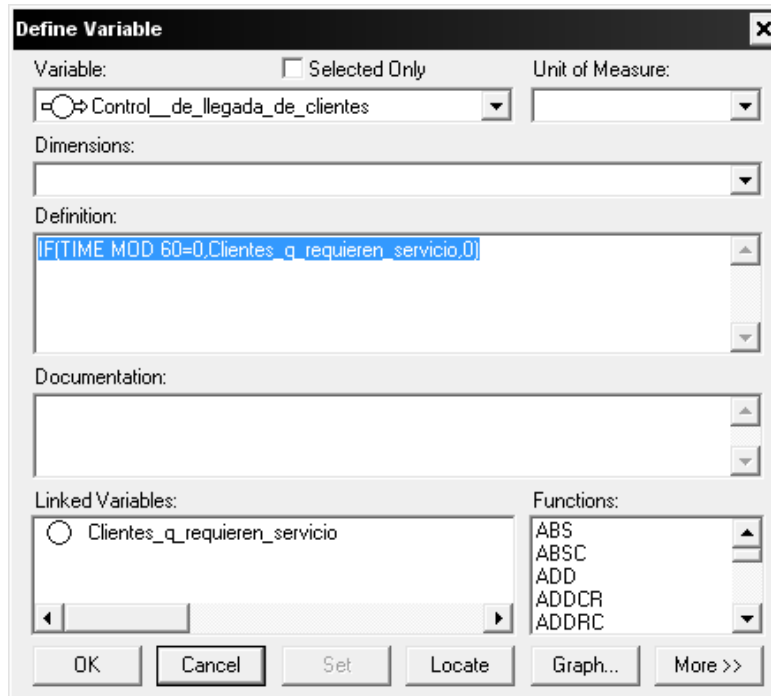 Define Variable
Variable: Selected Only Unit of Measure:
Control__de_llegada_de_clientes
Dimensions:
Definition:
IF(TIME MOD 60=0,Clientes_q_requieren_servicio,0)
Documentation:
Linked Variables: Functions:
Clientes_q_requieren_servicio ABS
ABSC
ADD
ADDCR
ADDRC
OK Cancel Set Locate Graph... More >>